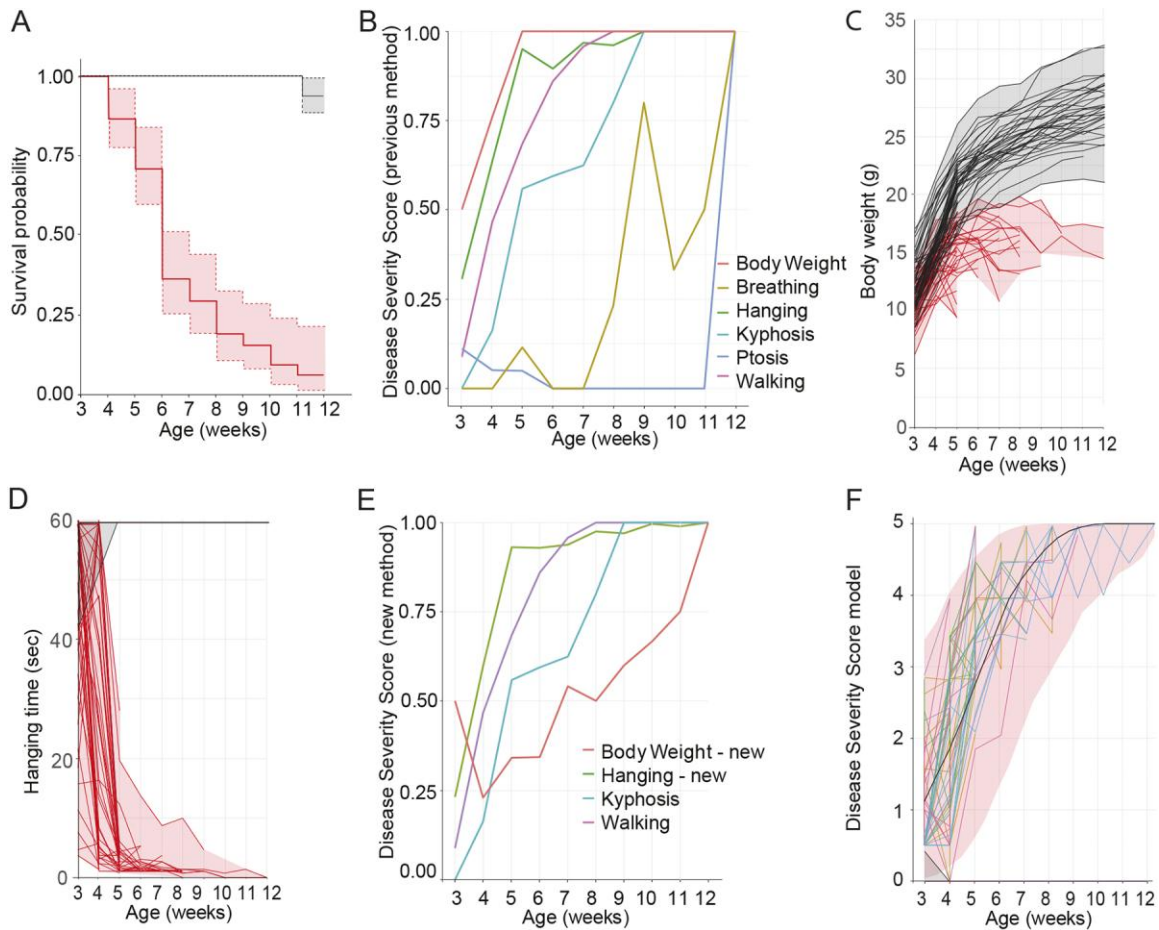 A
Survival probability
1.00
0.75
0.50
0.25
0.00
3 4 5 6 7 8 9 10 11 12
Age (weeks)
B
Disease Severity Score (previous method)
1.00
0.75
0.50
0.25
0.00
Body Weight
Breathing
Hanging
Kyphosis
Ptosis
Walking
3 4 5 6 7 8 9 10 11 12
Age (weeks)
C
Body weight (g)
35
30
25
20
15
10
5
0
3 4 5 6 7 8 9 10 11 12
Age (weeks)
D
Hanging time (sec)
60
40
20
0
3 4 5 6 7 8 9 10 11 12
Age (weeks)
E
Disease Severity Score (new method)
1.00
0.75
0.50
0.25
0.00
Body Weight - new
Hanging - new
Kyphosis
Walking
3 4 5 6 7 8 9 10 11 12
Age (weeks)
F
Disease Severity Score model
5
4
3
2
1
0
3 4 5 6 7 8 9 10 11 12
Age (weeks)